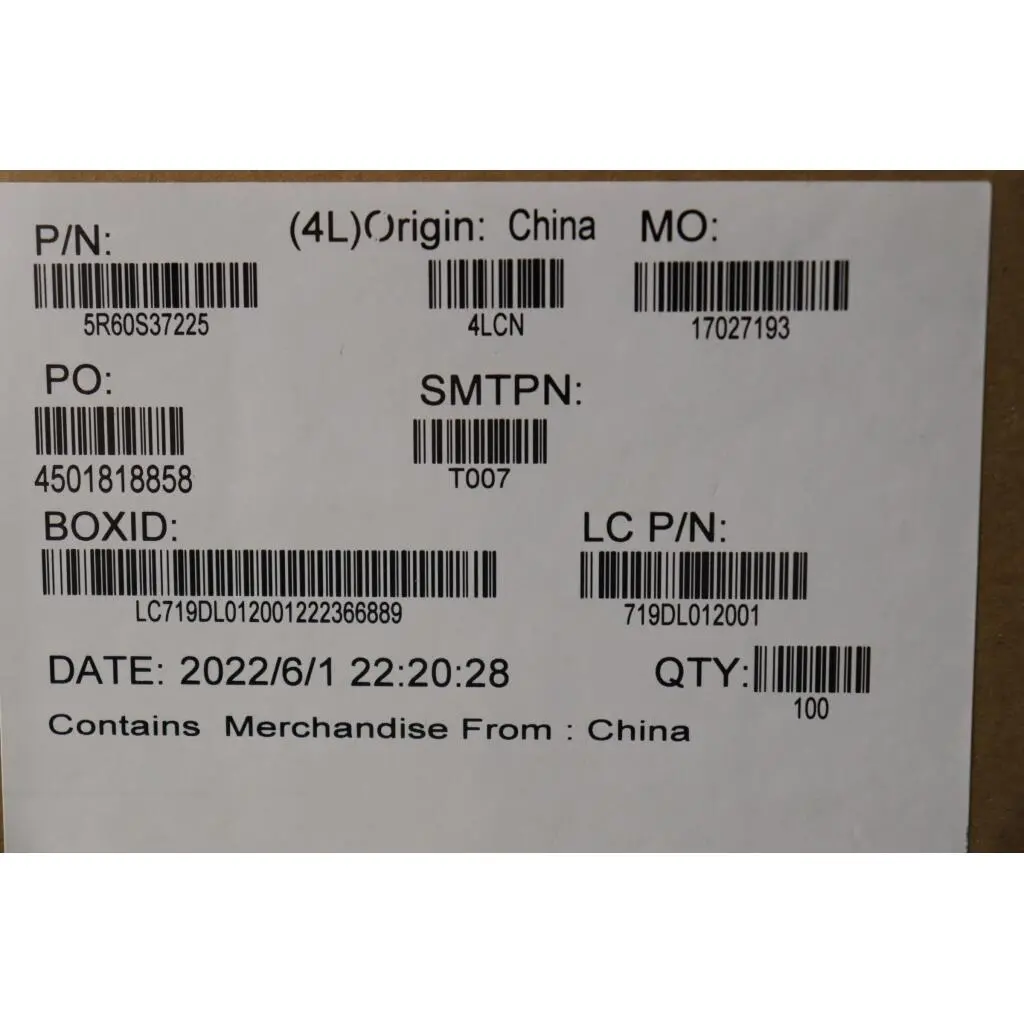 P/N: (4L)Origin: China MO:
5R60S37225 4LCN 17027193
PO: SMTPN:
4501818858 T007
BOXID: LC P/N:
LC719DL012001222366889 719DL012001
DATE: 2022/6/1 22:20:28 QTY:
100
Contains Merchandise From : China